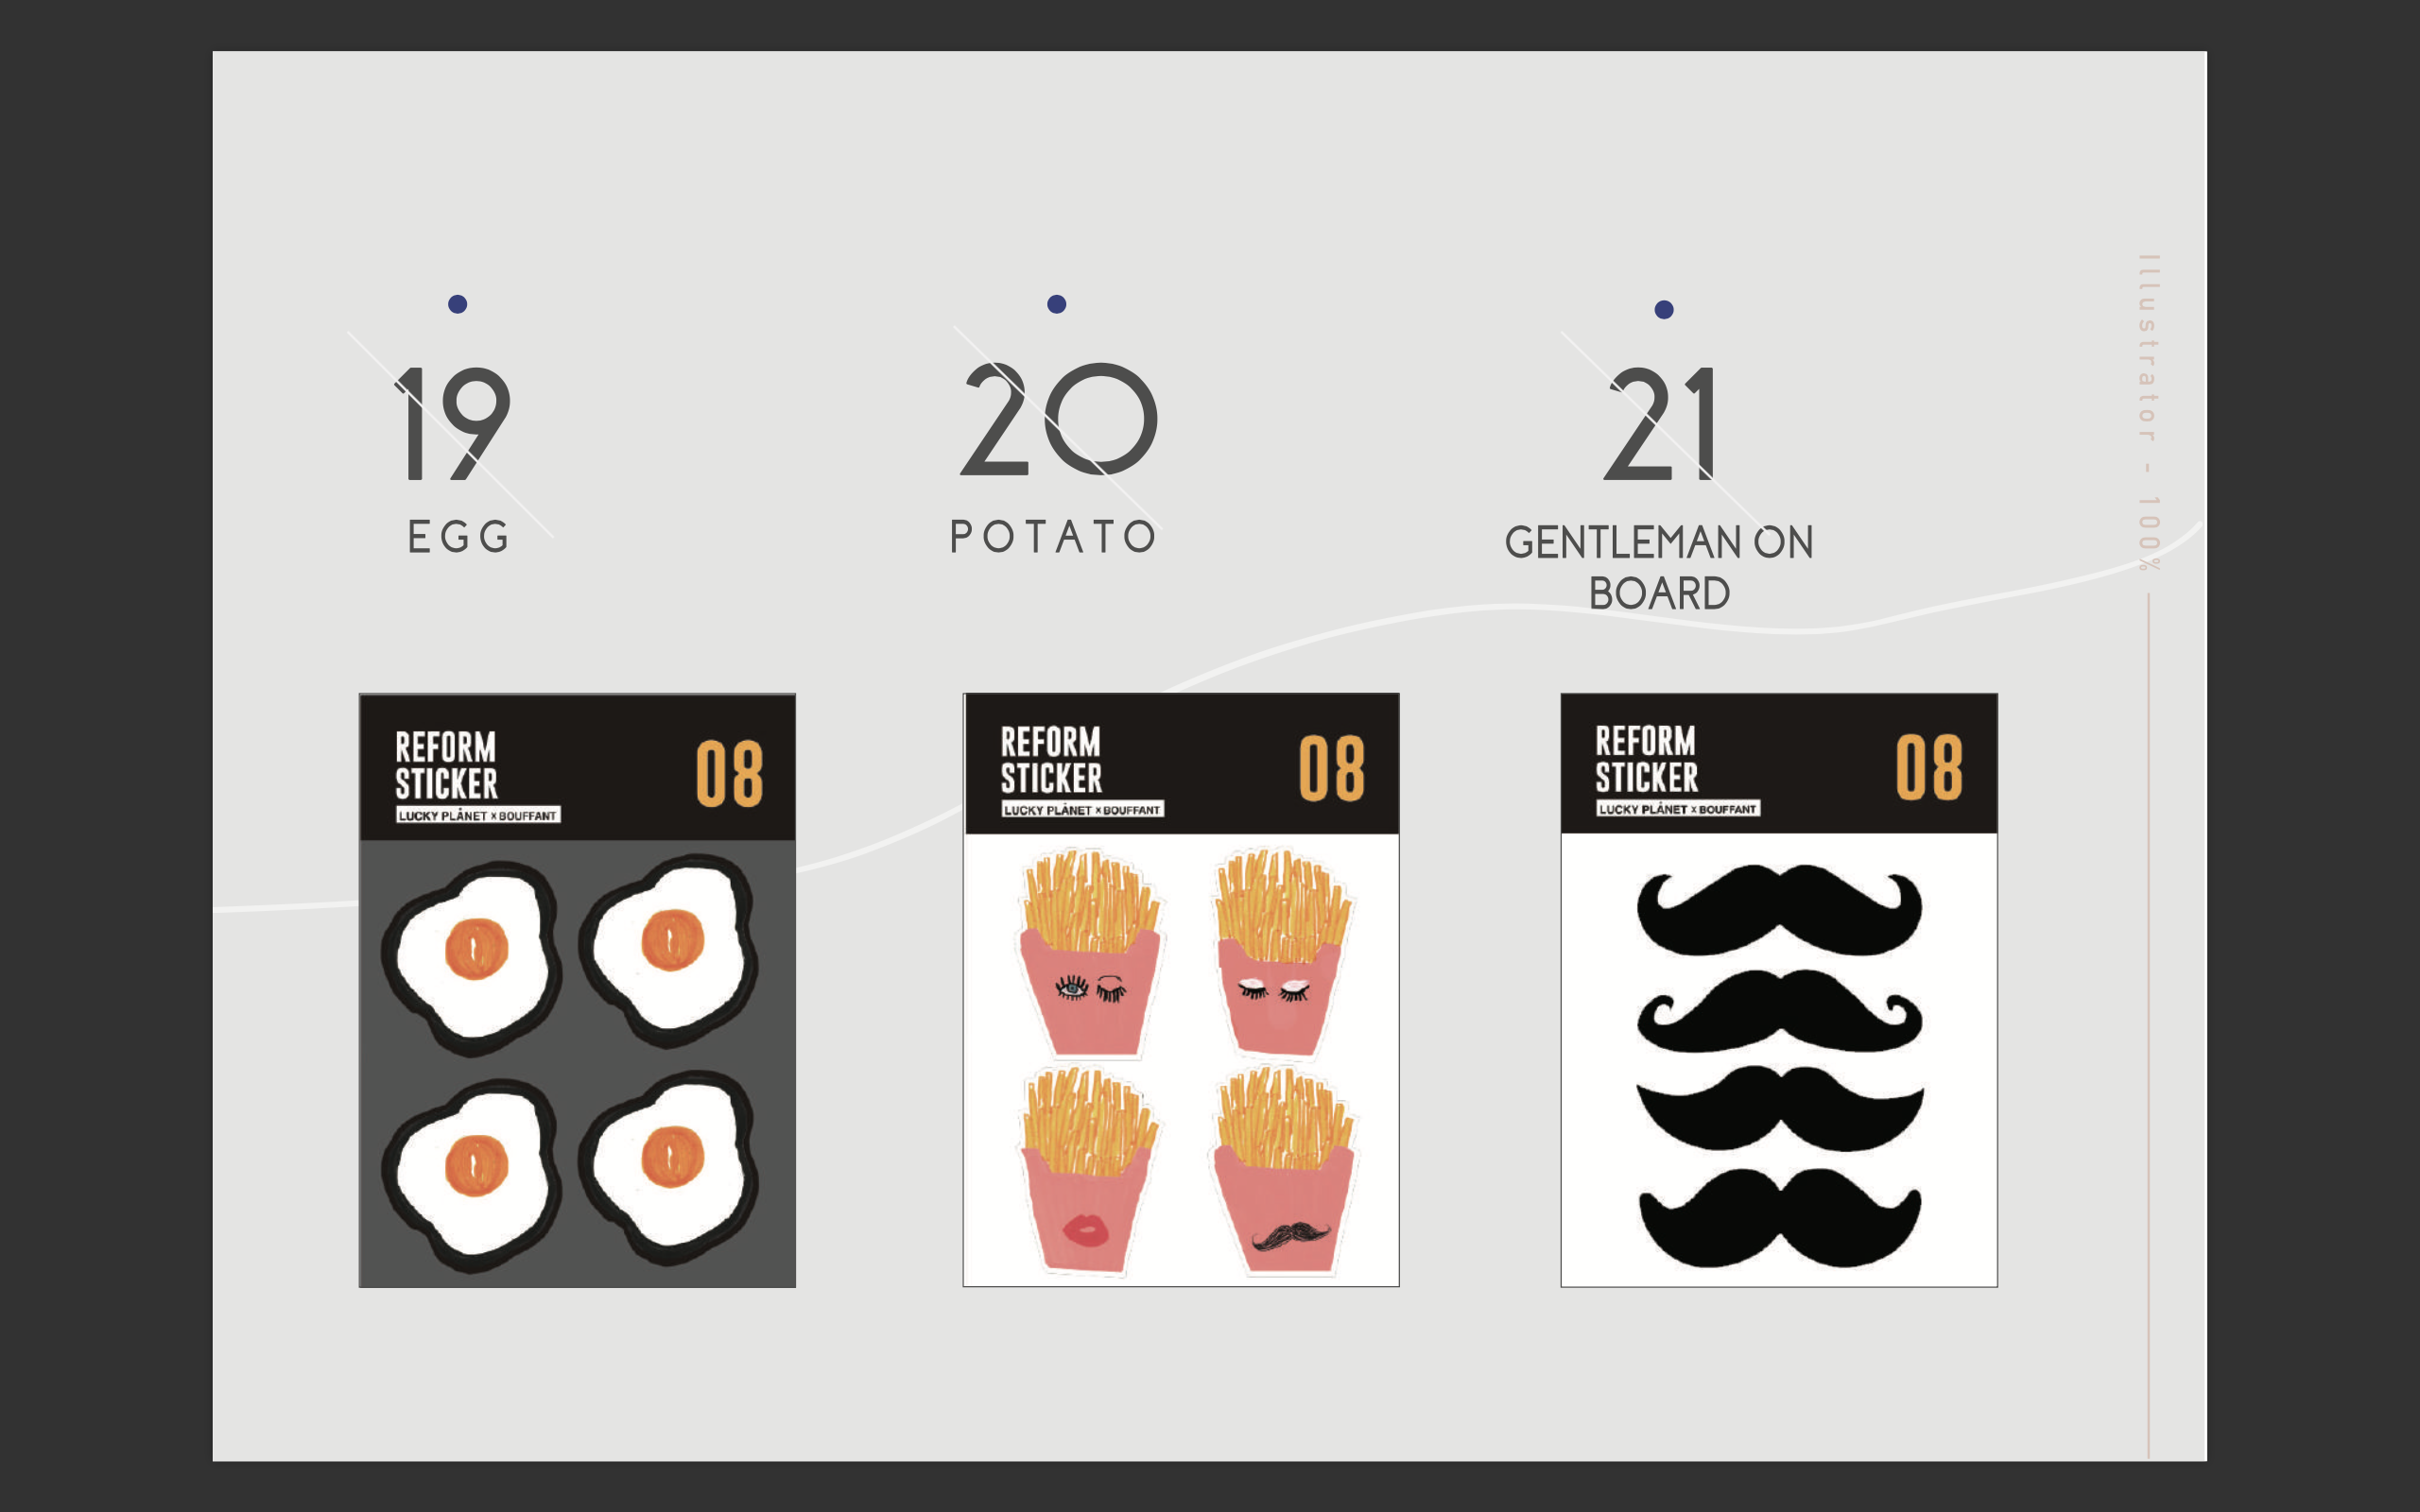 19
EGG
20
POTATO
21
GENTLEMAN ON
BOARD
REFORM
STICKER
LUCKY PLÅNET x BOUFFANT
08
REFORM
STICKER
LUCKY PLÅNET x BOUFFANT
08
REFORM
STICKER
LUCKY PLÅNET x BOUFFANT
08
Illustrator - 100%